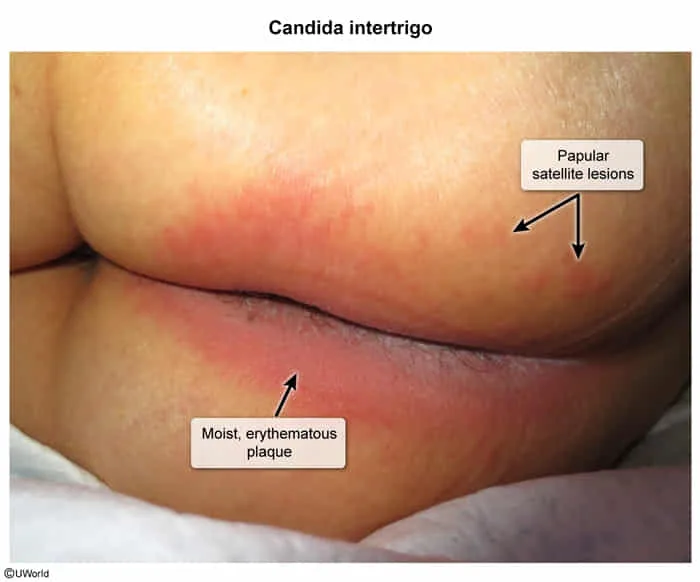 Candida intertrigo
Papular
satellite lesions
Moist, erythematous
plaque
©UWorld